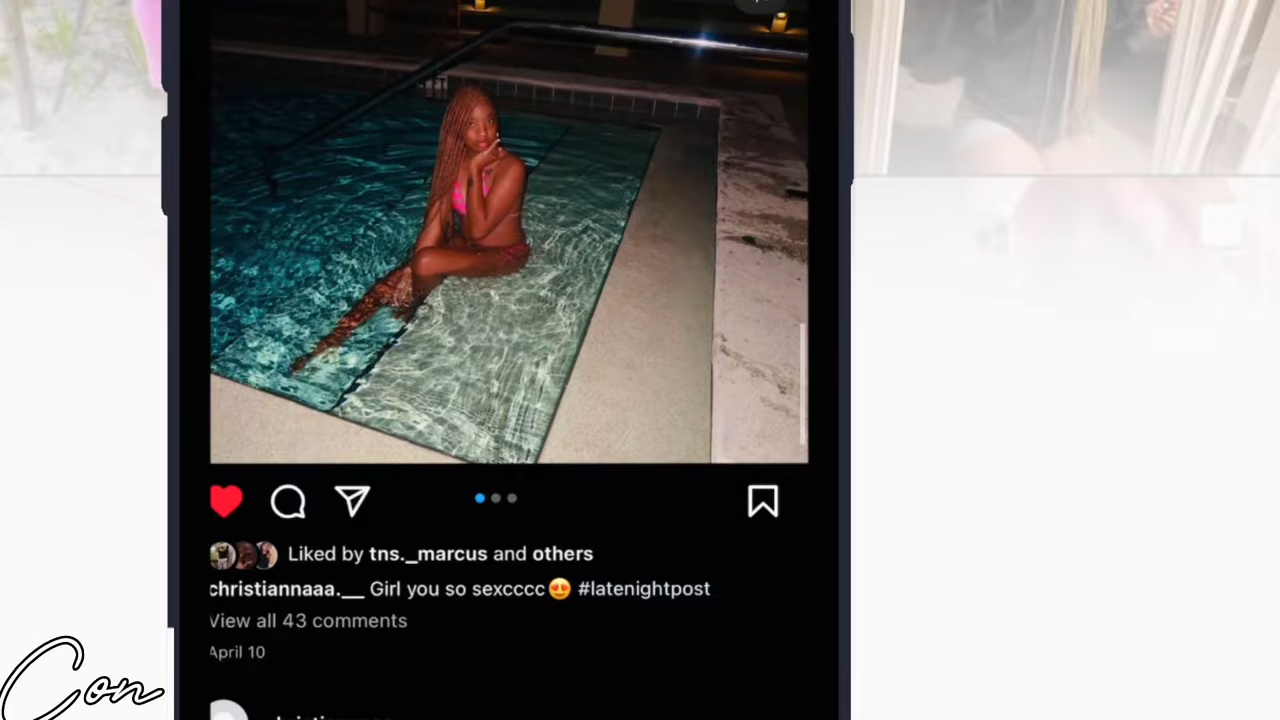 Liked by tns._marcus and others
christiannaaa.__ Girl you so sexcccc😍 #latenightpost
View all 43 comments
April 10
Con